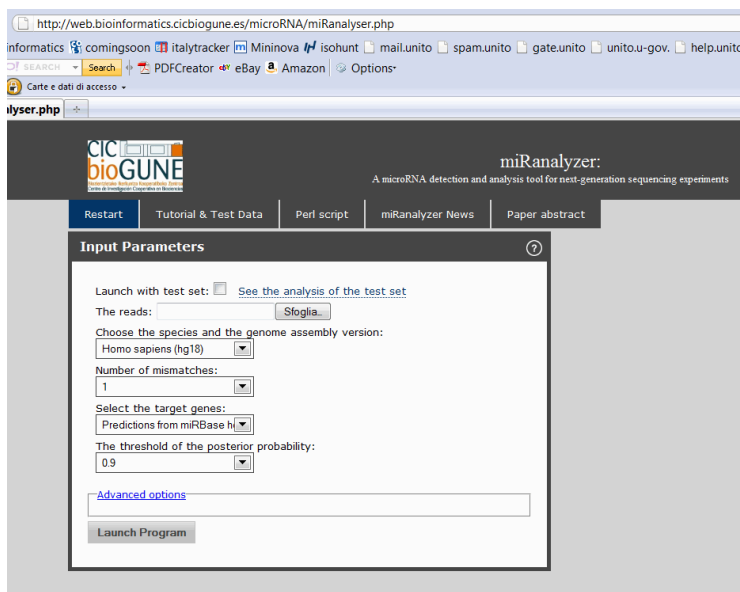 http://web.bioinformatics.cicbiogune.es/microRNA/miRanalyser.php
informatics comingsoon italytracker m Mininova isohunt mail.unito spam.unito gate.unito unito.u-gov. help.unito
SEARCH Search PDFCreator eBay Amazon Options
Carte e dati di accesso
alyser.php
CIC
bioGUNE
miRanalyzer:
A microRNA detection and analysis tool for next-generation sequencing experiments
Restart Tutorial & Test Data Perl script miRanalyzer News Paper abstract
Input Parameters ?
Launch with test set: See the analysis of the test set
The reads: Sfoglia..
Choose the species and the genome assembly version:
Homo sapiens (hg18)
Number of mismatches:
1
Select the target genes:
Predictions from miRBase h
The threshold of the posterior probability:
0.9
Advanced options
Launch Program